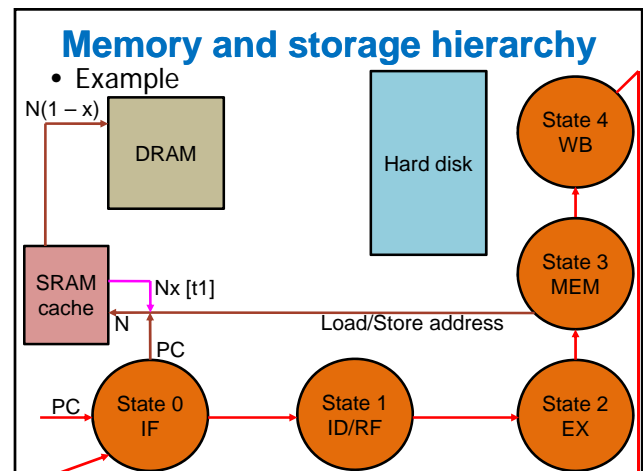 Memory and storage hierarchy
• Example
N(1 – x)
DRAM
Hard disk
State 4
WB
SRAM
cache
Nx [t1]
State 3
MEM
N
Load/Store address
PC
PC
State 0
IF
State 1
ID/RF
State 2
EX